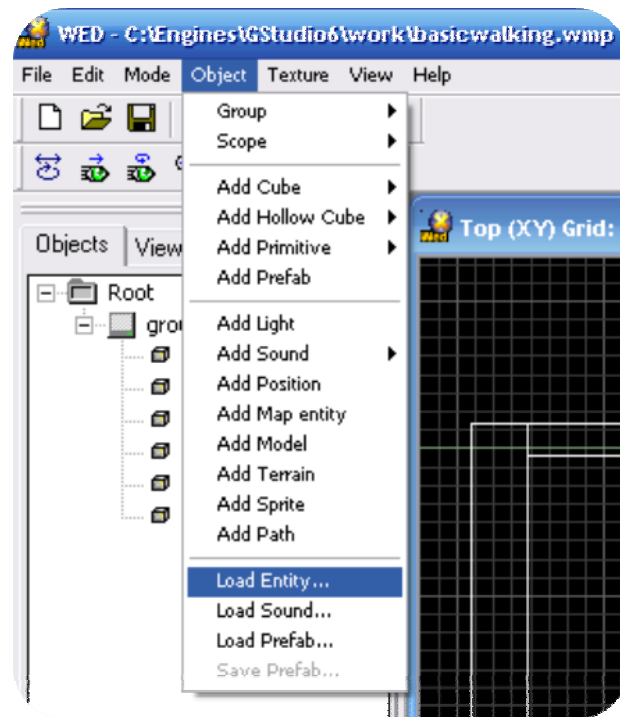 WED - C:\Engines\GStudio6\work\basicwalking.wmp
File Edit Mode Object Texture View Help
Group
Scope
Add Cube
Add Hollow Cube
Add Primitive
Add Prefab
Add Light
Add Sound
Add Position
Add Map entity
Add Model
Add Terrain
Add Sprite
Add Path
Load Entity...
Load Sound...
Load Prefab...
Save Prefab...
Objects View
Root
grou
Top (XY) Grid: